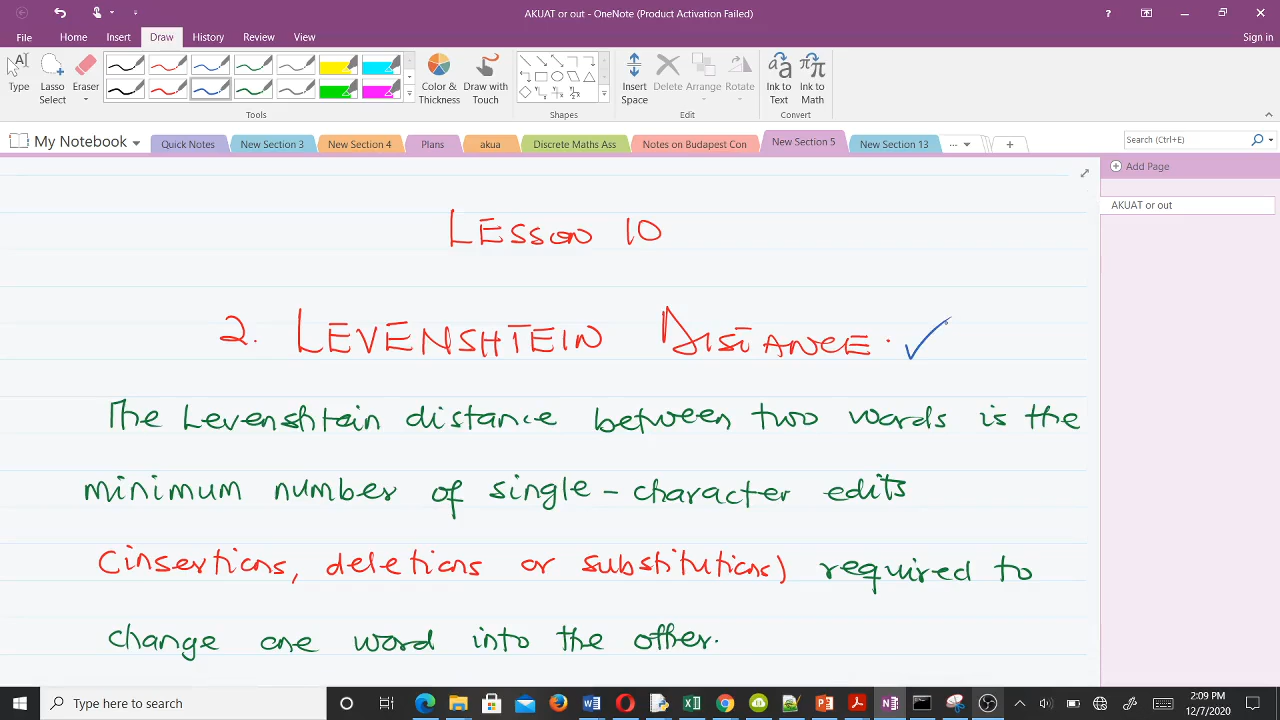 AKUAT or out - OneNote (Product Activation Failed)
File Home Insert Draw History Review View Sign in
Type Lasso Select Eraser Color & Thickness Draw with Touch Insert Space Delete Arrange Rotate Ink to Text Ink to Math
Tools Shapes Edit Convert
My Notebook Quick Notes New Section 3 New Section 4 Plans akua Discrete Maths Ass Notes on Budapest Con New Section 5 New Section 13 ... Search (Ctrl+E)
Add Page
AKUAT or out
LESSON 10
2. LEVENSHTEIN DISTANCE.
The Levenshtain distance between two words is the
minimum number of single-character edits
(insertions, deletions or substitutions) required to
change one word into the other.
Type here to search
2:09 PM
12/7/2020